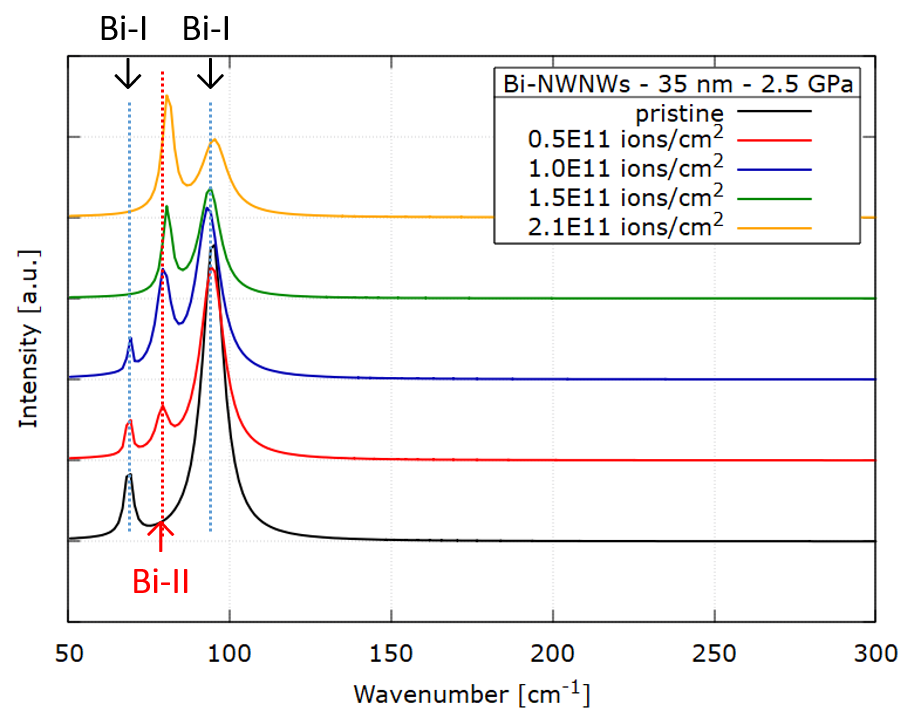 Bi-I Bi-I
Bi-NWNWs - 35 nm - 2.5 GPa
pristine
0.5E11 ions/cm²
1.0E11 ions/cm²
1.5E11 ions/cm²
2.1E11 ions/cm²
Intensity [a.u.]
Bi-II
50 100 150 200 250 300
Wavenumber [cm⁻¹]